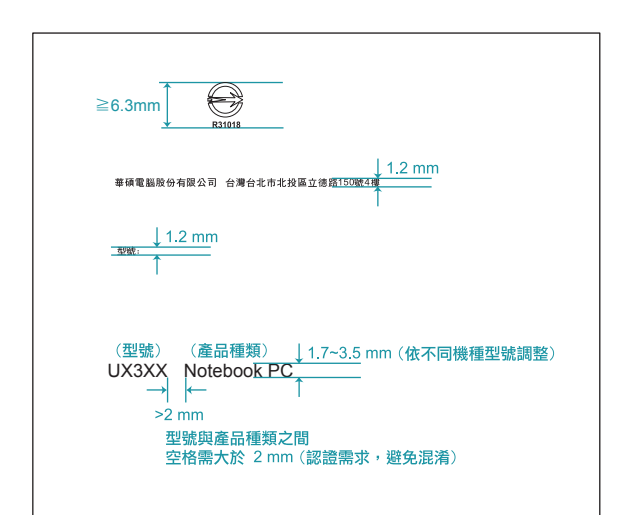 ≧6.3mm
R31018
1.2 mm
華碩電腦股份有限公司 台灣台北市北投區立德路150號4樓
1.2 mm
型號:
(型號) (產品種類) 1.7~3.5 mm (依不同機種型號調整)
UX3XX Notebook PC
>2 mm
型號與產品種類之間
空格需大於 2 mm (認證需求，避免混淆)